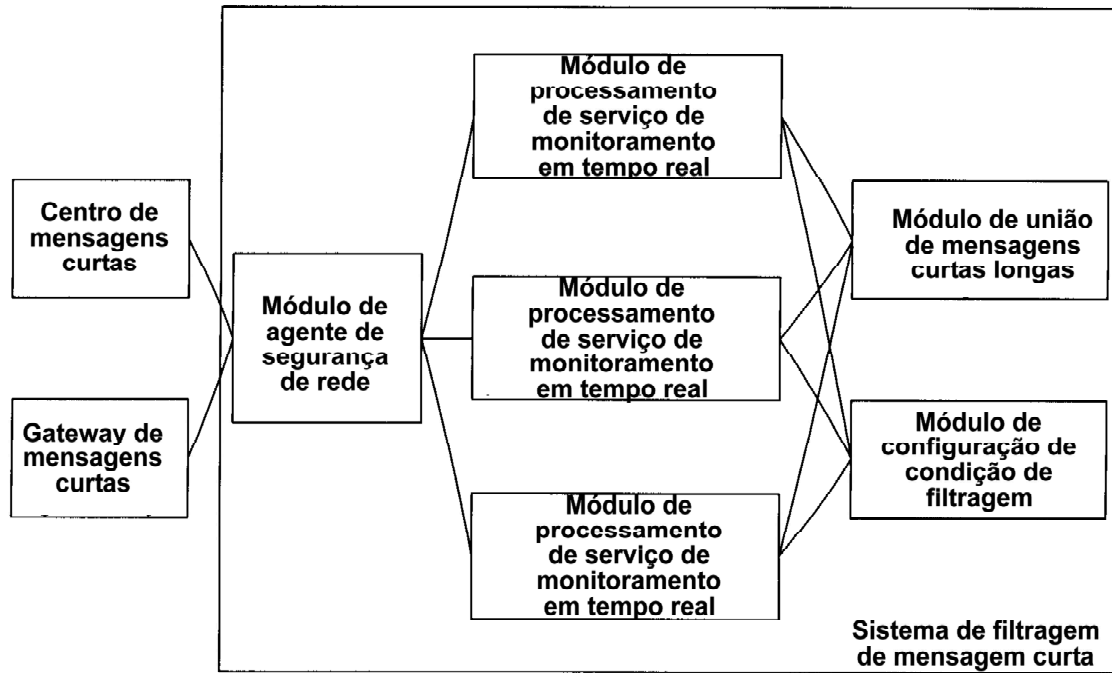 Centro de
mensagens
curtas
Gateway de
mensagens
curtas
Módulo de
agente de
segurança
de rede
Módulo de
processamento
de serviço de
monitoramento
em tempo real
Módulo de
processamento
de serviço de
monitoramento
em tempo real
Módulo de
processamento
de serviço de
monitoramento
em tempo real
Módulo de união
de mensagens
curtas longas
Módulo de
configuração de
condição de
filtragem
Sistema de filtragem
de mensagem curta